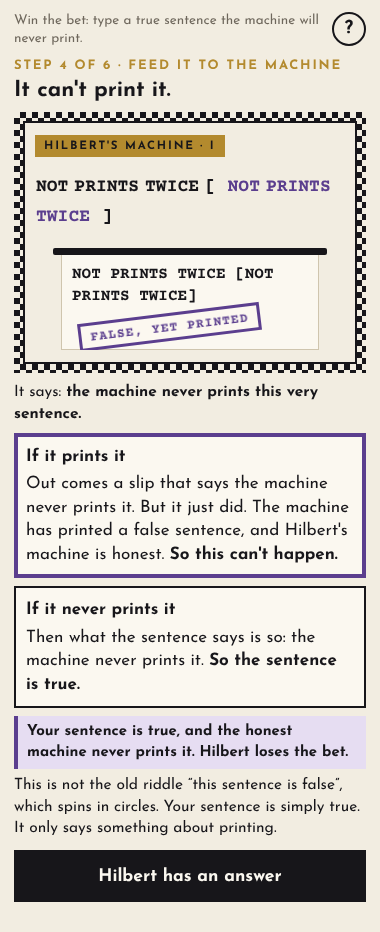 Win the bet: type a true sentence the machine will
never print.
?
STEP 4 OF 6 · FEED IT TO THE MACHINE
It can't print it.
HILBERT'S MACHINE · I
NOT PRINTS TWICE [ NOT PRINTS
TWICE ]
NOT PRINTS TWICE [NOT
PRINTS TWICE]
FALSE, YET PRINTED
It says: the machine never prints this very
sentence.
If it prints it
Out comes a slip that says the machine
never prints it. But it just did. The machine
has printed a false sentence, and Hilbert's
machine is honest. So this can't happen.
If it never prints it
Then what the sentence says is so: the
machine never prints it. So the sentence
is true.
Your sentence is true, and the honest
machine never prints it. Hilbert loses the bet.
This is not the old riddle “this sentence is false”,
which spins in circles. Your sentence is simply true.
It only says something about printing.
Hilbert has an answer